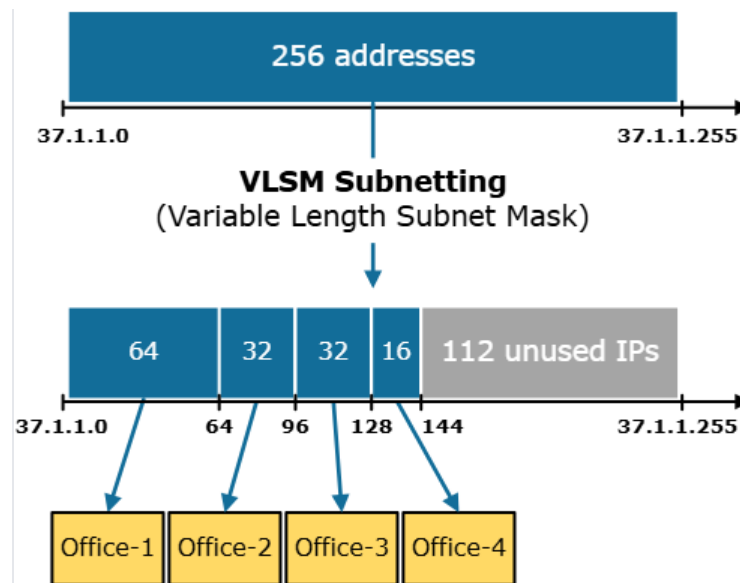 256 addresses
37.1.1.0 37.1.1.255
VLSM Subnetting
(Variable Length Subnet Mask)
64 32 32 16 112 unused IPs
37.1.1.0 64 96 128 144 37.1.1.255
Office-1 Office-2 Office-3 Office-4